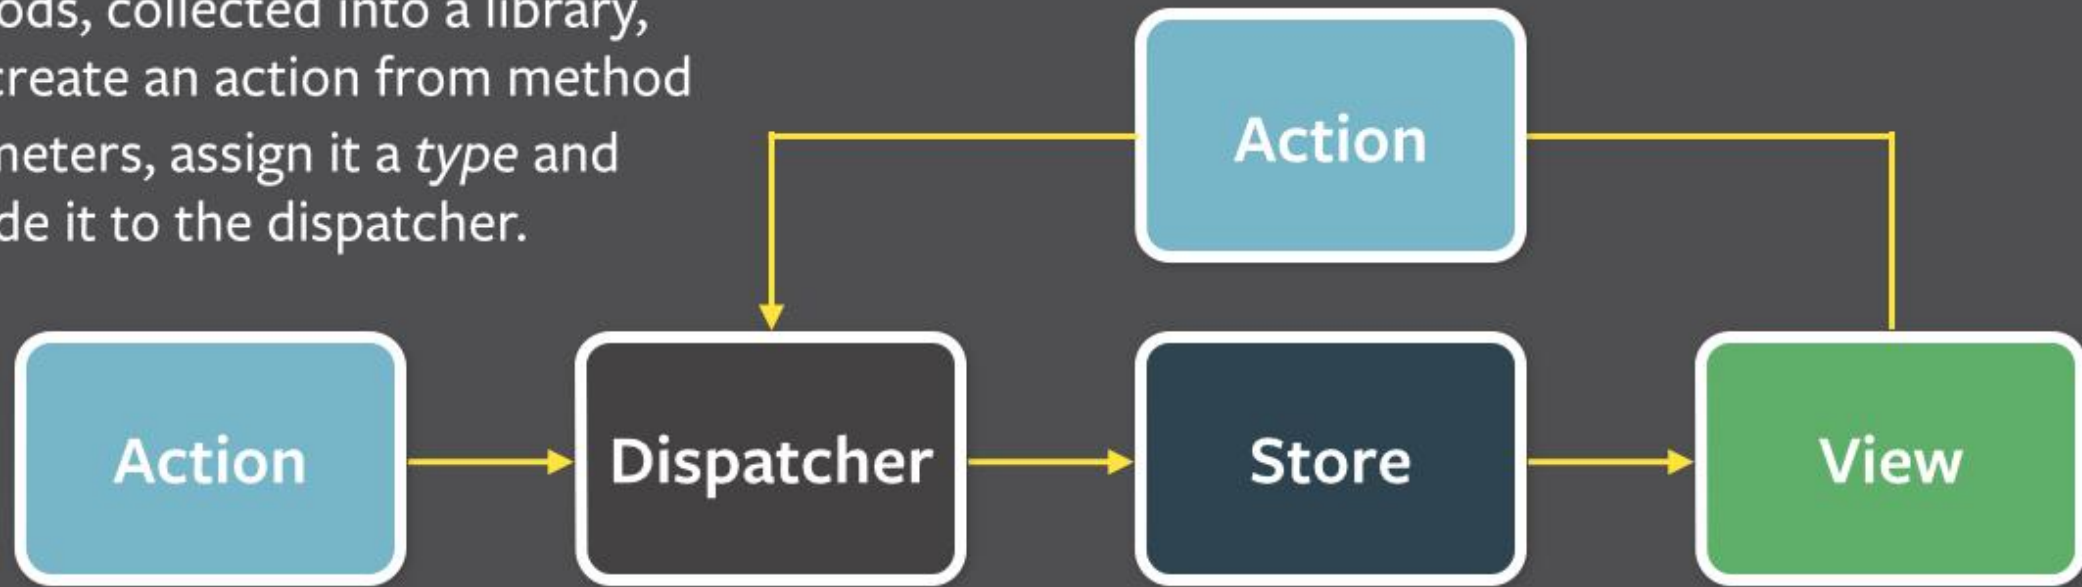 ods, collected into a library,
create an action from method
meters, assign it a type and
de it to the dispatcher.
Action
Action
Dispatcher
Store
View